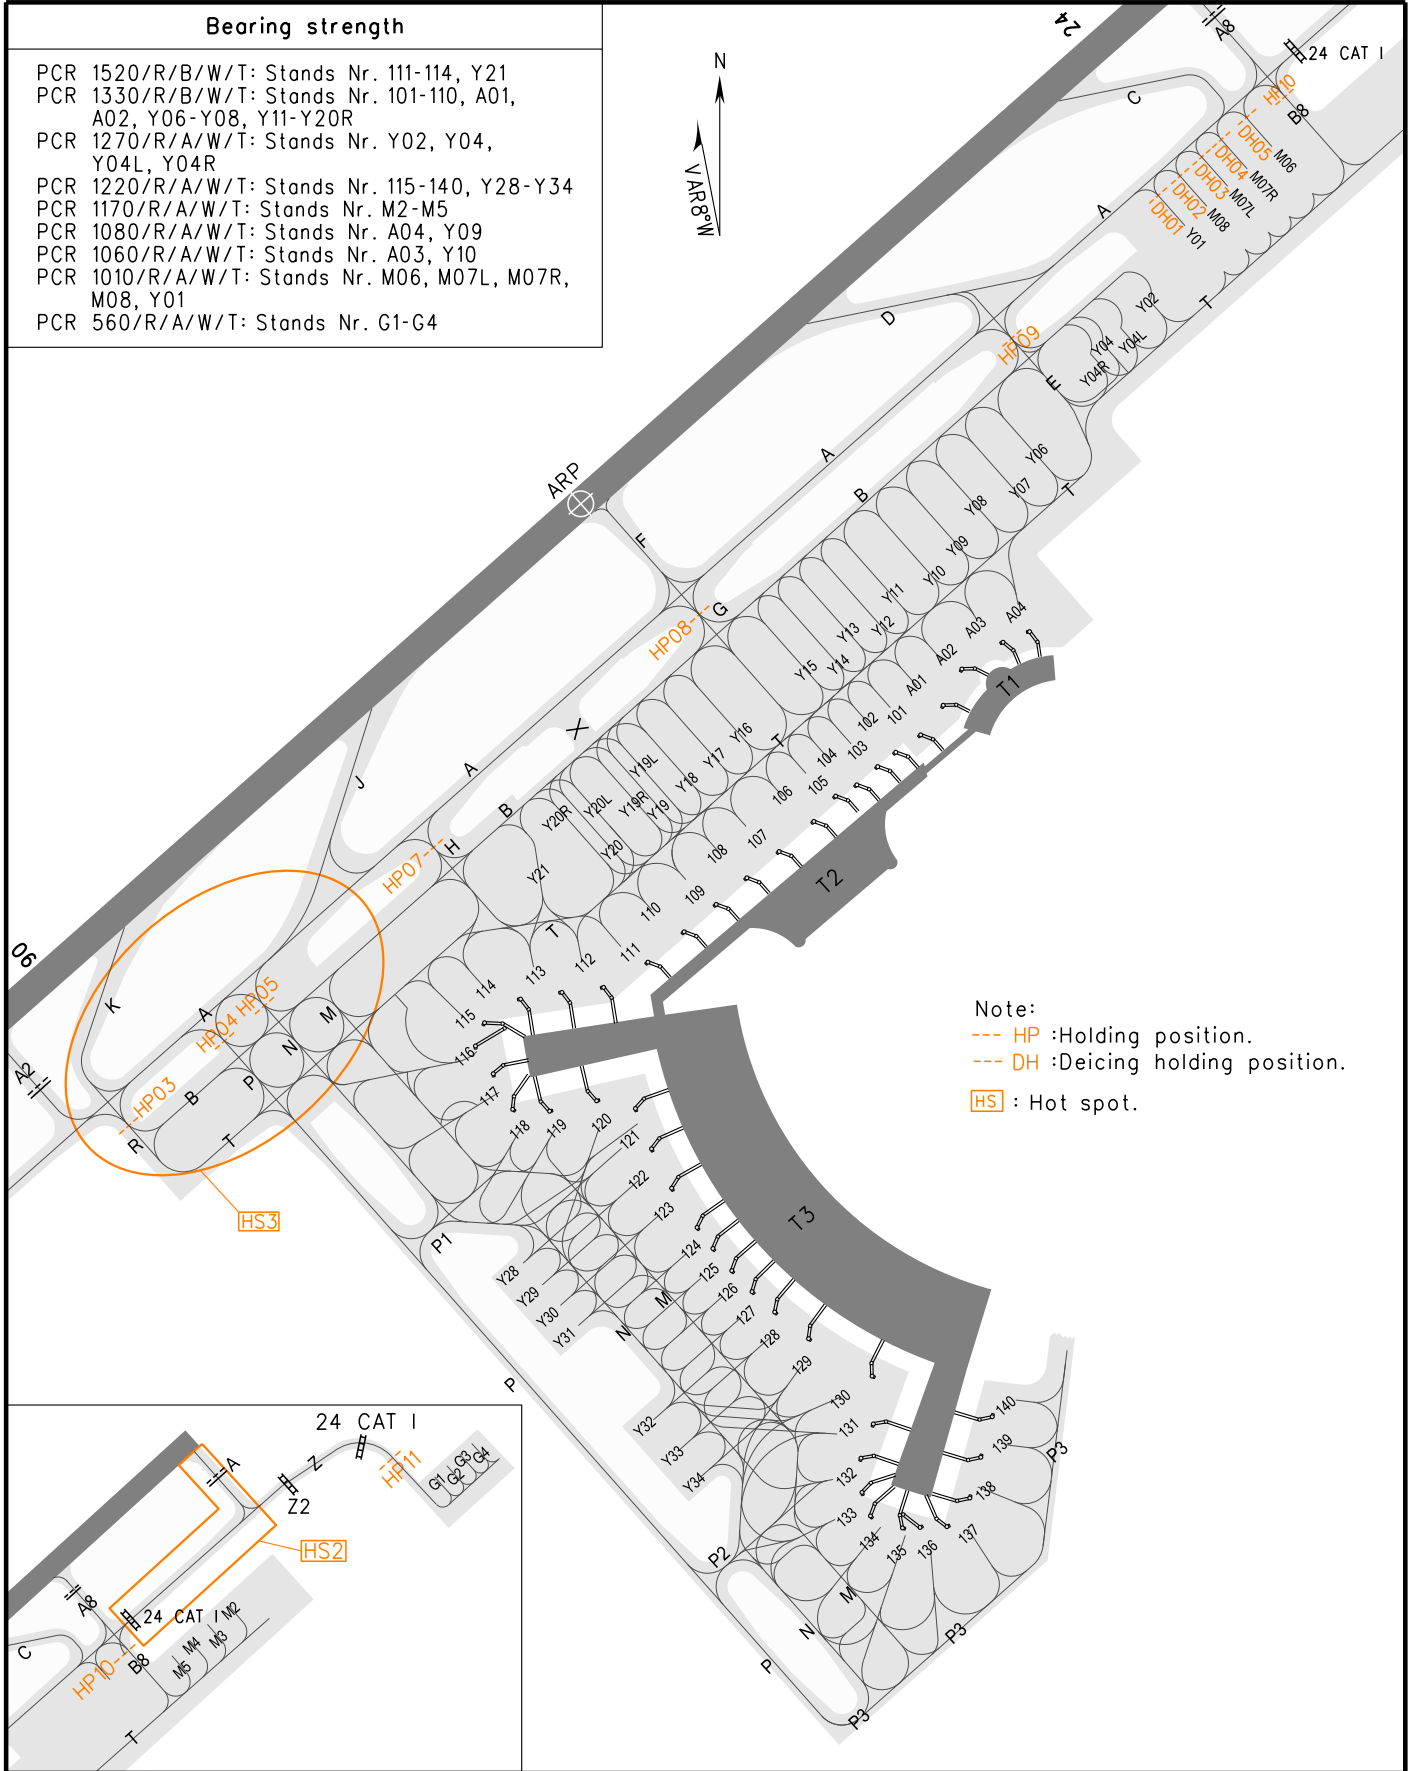 Bearing strength
PCR 1520/R/B/W/T: Stands Nr. 111-114, Y21
PCR 1330/R/B/W/T: Stands Nr. 101-110, A01,
A02, Y06-Y08, Y11-Y20R
PCR 1270/R/A/W/T: Stands Nr. Y02, Y04,
Y04L, Y04R
PCR 1220/R/A/W/T: Stands Nr. 115-140, Y28-Y34
PCR 1170/R/A/W/T: Stands Nr. M2-M5
PCR 1080/R/A/W/T: Stands Nr. A04, Y09
PCR 1060/R/A/W/T: Stands Nr. A03, Y10
PCR 1010/R/A/W/T: Stands Nr. M06, M07L, M07R,
M08, Y01
PCR 560/R/A/W/T: Stands Nr. G1-G4
N
VAR8°W
24
A8
24 CAT I
HP10
B8
C
DH05
M06
DH04
M07R
DH03
M07L
DH02
M08
DH01
Y01
A
T
D
HP09
Y02
Y04
Y04L
Y04R
E
A
B
Y06
Y07
T
Y08
Y09
Y10
Y11
Y12
ARP
F
G
HP08
Y13
Y14
Y15
A04
A03
A02
A01
T1
X
Y16
T
Y17
Y18
Y19L
Y19R
Y19
Y20L
Y20R
Y20
Y21
102
101
104
103
105
106
107
108
109
110
T2
J
A
B
H
HP07
T
111
112
113
114
115
116
117
118
119
120
121
122
123
124
125
126
127
128
129
130
131
132
133
134
135
136
137
138
139
140
06
K
A
HP04
HP05
M
N
P
A2
HP03
B
R
T
HS3
P1
Y28
Y29
Y30
Y31
M
N
T3
P
Y32
Y33
Y34
P2
M
N
P
P3
P3
P3
Note:
--- HP :Holding position.
--- DH :Deicing holding position.
HS : Hot spot.
24 CAT I
A
Z
Z2
HP11
G1
G2
G3
G4
HS2
A8
24 CAT I
C
HP10
B8
M5
M4
M3
M2
T